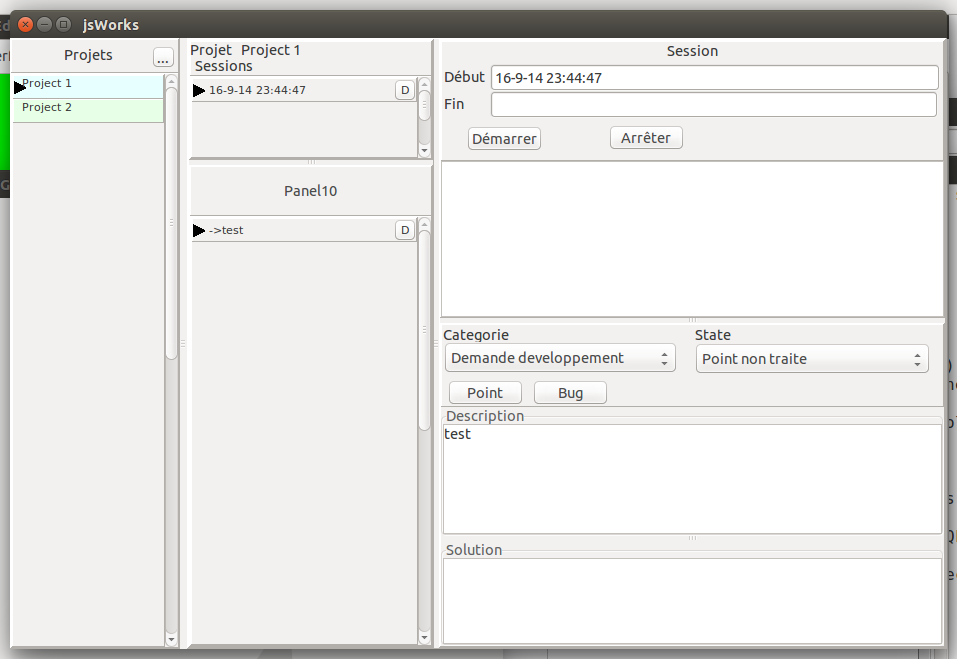 jsWorks
Projets
...
Project 1
Project 2
Projet Project 1
Sessions
16-9-14 23:44:47
D
Panel10
->test
D
Session
Début 16-9-14 23:44:47
Fin
Démarrer
Arrêter
Categorie
State
Demande developpement
Point non traite
Point
Bug
Description
test
Solution